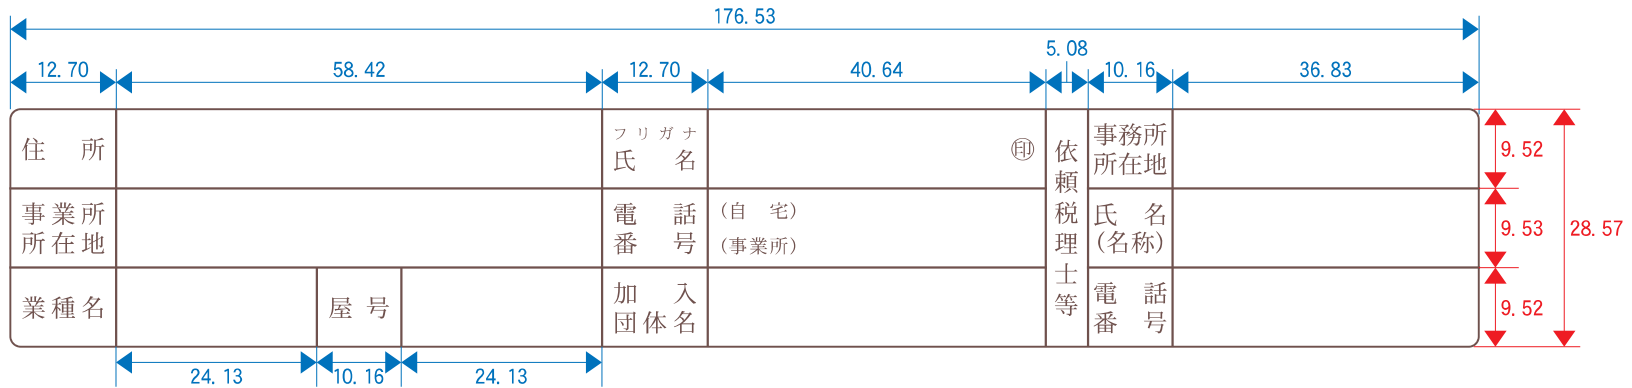 176.53
12.70 58.42 12.70 40.64 5.08 10.16 36.83
住所 フリガナ 氏名 ㊞ 依頼税理士等 事務所所在地 9.52
事業所所在地 電話番号 (自宅) (事業所) 氏名(名称) 9.53 28.57
業種名 屋号 加入団体名 電話番号 9.52
24.13 10.16 24.13